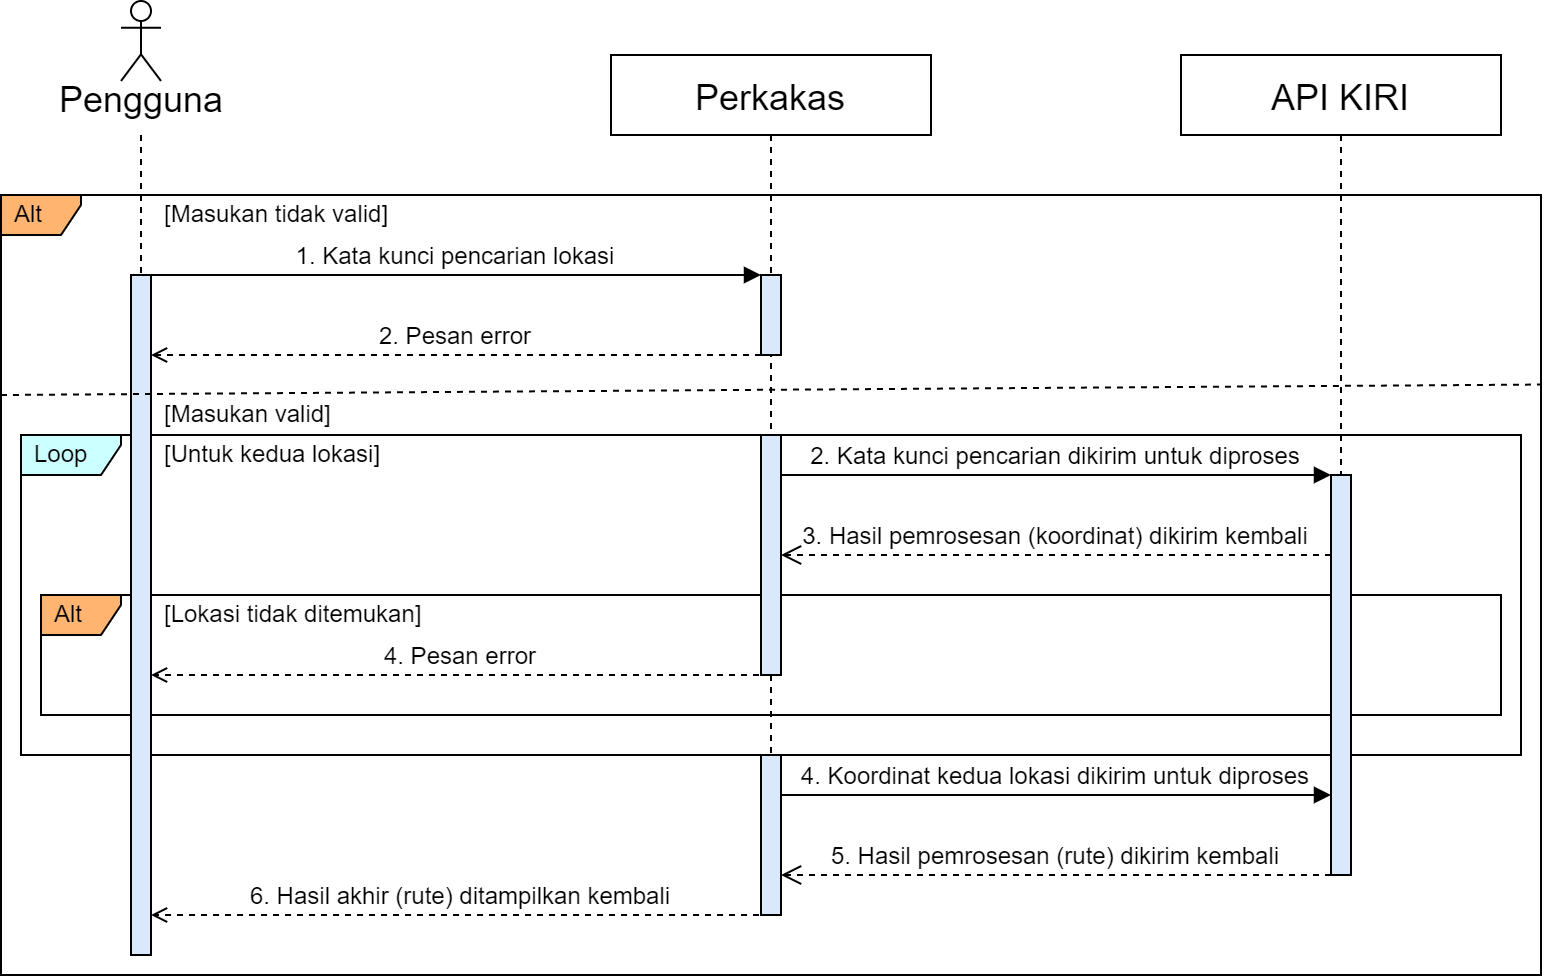 Pengguna
Perkakas
API KIRI
Alt
[Masukan tidak valid]
1. Kata kunci pencarian lokasi
2. Pesan error
[Masukan valid]
Loop
[Untuk kedua lokasi]
2. Kata kunci pencarian dikirim untuk diproses
3. Hasil pemrosesan (koordinat) dikirim kembali
Alt
[Lokasi tidak ditemukan]
4. Pesan error
4. Koordinat kedua lokasi dikirim untuk diproses
5. Hasil pemrosesan (rute) dikirim kembali
6. Hasil akhir (rute) ditampilkan kembali